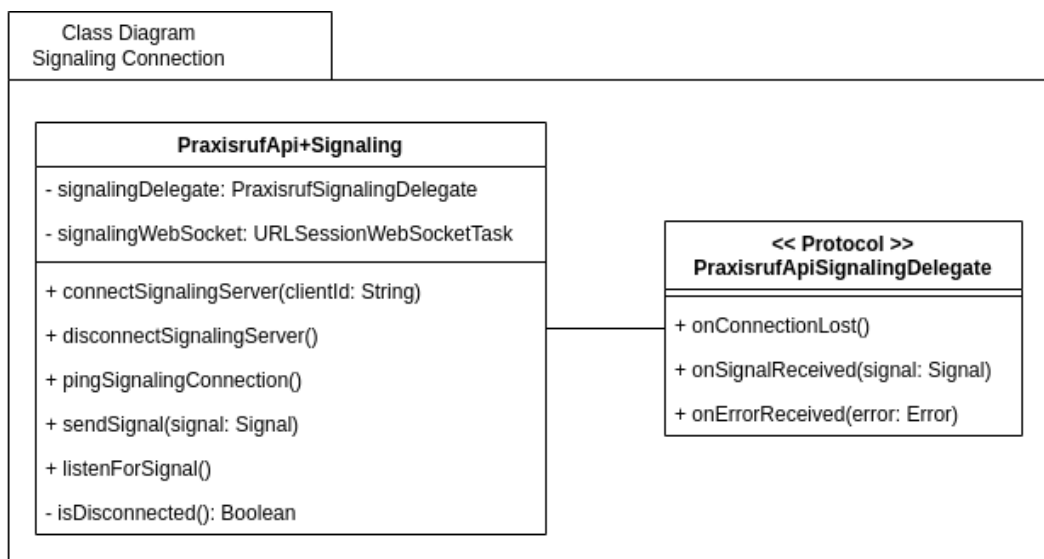 Class Diagram
Signaling Connection
PraxisrufApi+Signaling
- signalingDelegate: PraxisrufSignalingDelegate
- signalingWebSocket: URLSessionWebSocketTask
+ connectSignalingServer(clientId: String)
+ disconnectSignalingServer()
+ pingSignalingConnection()
+ sendSignal(signal: Signal)
+ listenForSignal()
- isDisconnected(): Boolean
<< Protocol >>
PraxisrufApiSignalingDelegate
+ onConnectionLost()
+ onSignalReceived(signal: Signal)
+ onErrorReceived(error: Error)